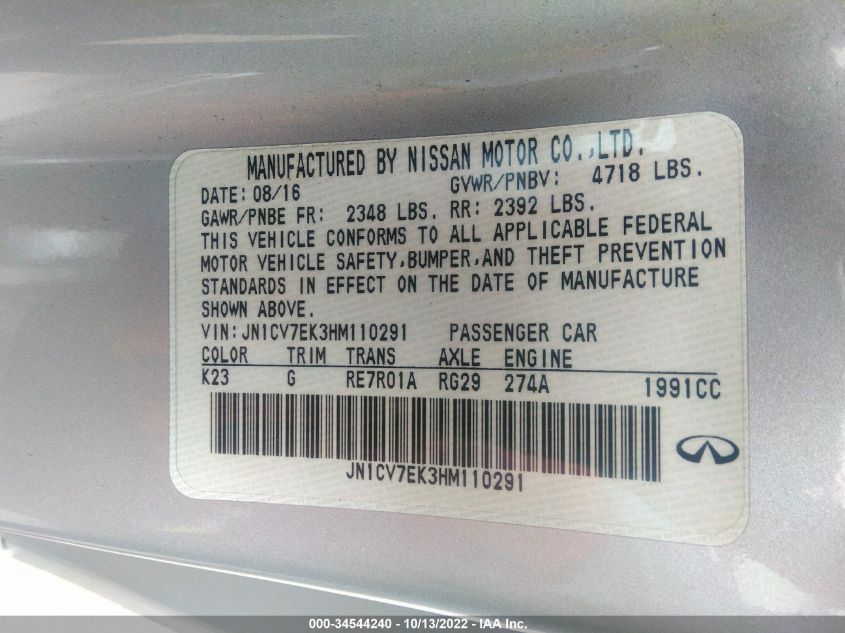 MANUFACTURED BY NISSAN MOTOR CO.,LTD.
DATE: 08/16 GVWR/PNBV: 4718 LBS.
GAWR/PNBE FR: 2348 LBS. RR: 2392 LBS.
THIS VEHICLE CONFORMS TO ALL APPLICABLE FEDERAL
MOTOR VEHICLE SAFETY,BUMPER,AND THEFT PREVENTION
STANDARDS IN EFFECT ON THE DATE OF MANUFACTURE
SHOWN ABOVE.
VIN:JN1CV7EK3HM110291 PASSENGER CAR
COLOR TRIM TRANS AXLE ENGINE
K23 G RE7R01A RG29 274A 1991CC
JN1CV7EK3HM110291
000-34544240 - 10/13/2022 - IAA Inc.